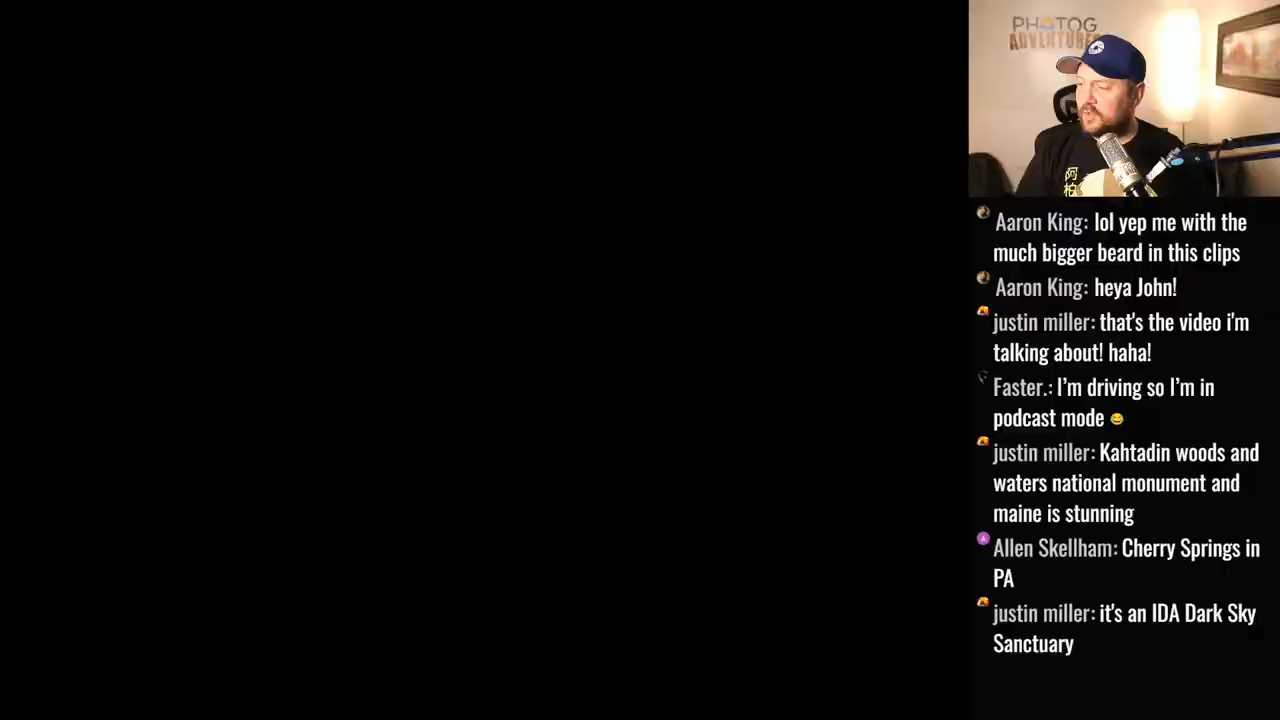 PHOTOG
ADVENTURES
阿
柏
Aaron King: lol yep me with the
much bigger beard in this clips
Aaron King: heya John!
justin miller: that's the video i'm
talking about! haha!
Faster.: I’m driving so I’m in
podcast mode 😂
justin miller: Kahtadin woods and
waters national monument and
maine is stunning
Allen Skellham: Cherry Springs in
PA
justin miller: it's an IDA Dark Sky
Sanctuary